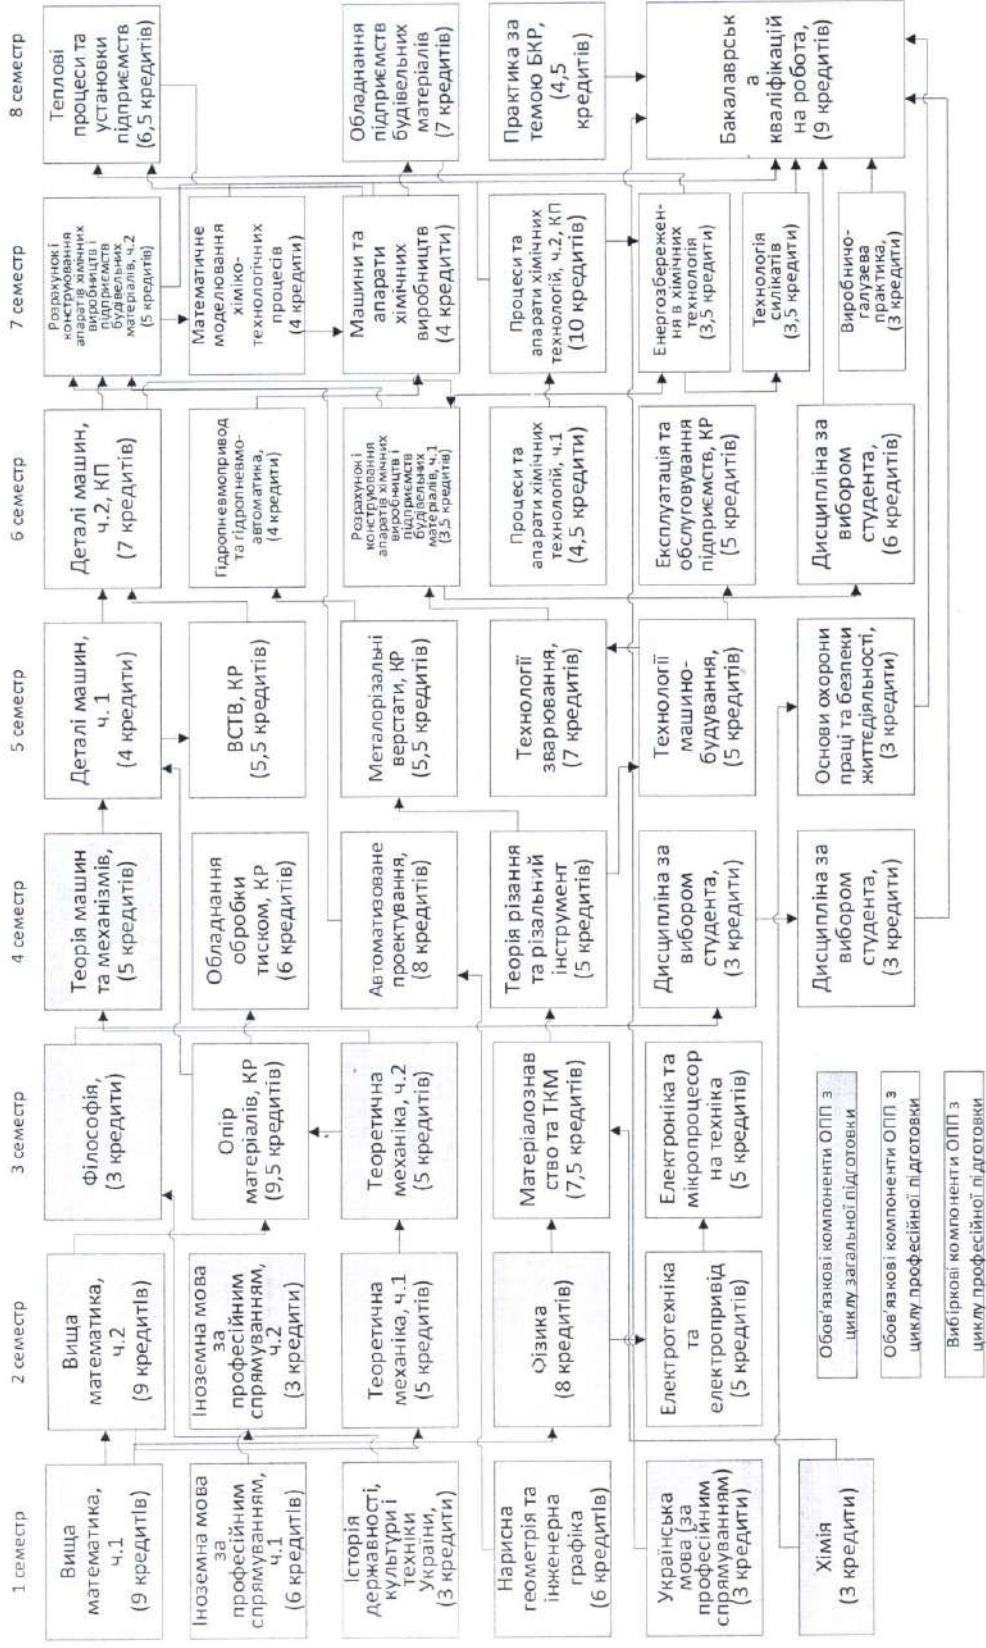 1 семестр
Вища
математика,
ч.1
(9 кредитів)
Іноземна мова
за
професійним
спрямуванням,
ч.1
(6 кредитів)
Історія
державності,
культури і
техніки
України,
(3 кредити)
Нарисна
геометрія та
інженерна
графіка
(6 кредитів)
Українська
мова (за
професійним
спрямуванням)
(3 кредити)
Хімія
(3 кредити)
2 семестр
Вища
математика,
ч.2
(9 кредитів)
Іноземна мова
за
професійним
спрямуванням,
ч.2
(3 кредити)
Теоретична
механіка, ч.1
(5 кредитів)
Фізика
(8 кредитів)
Електротехніка
та
електропривід
(5 кредитів)
3 семестр
Філософія,
(3 кредити)
Опір
матеріалів, КР
(9,5 кредитів)
Теоретична
механіка, ч.2
(5 кредитів)
Матеріалознав
ство та ТКМ
(7,5 кредитів)
Електроніка та
мікропроцесор
на техніка
(5 кредитів)
4 семестр
Теорія машин
та механізмів,
(5 кредитів)
Обладнання
обробки
тиском, КР
(6 кредитів)
Автоматизоване
проектування,
(8 кредитів)
Теорія різання
та різальний
інструмент
(5 кредитів)
Дисципліна за
вибором
студента,
(3 кредити)
Дисципліна за
вибором
студента,
(3 кредити)
5 семестр
Деталі машин,
ч. 1
(4 кредити)
ВСТВ, КР
(5,5 кредитів)
Металорізальні
верстати, КР
(5,5 кредитів)
Технології
зварювання,
(7 кредитів)
Технології
машино-
будування,
(5 кредитів)
Основи охорони
праці та безпеки
життєдіяльності,
(3 кредити)
6 семестр
Деталі машин,
ч.2, КП
(7 кредитів)
Гідропневмопривод
та гідропневмо-
автоматика,
(4 кредити)
Розрахунок і
конструювання
апаратів хімічних
виробництв і
підприємств
будівельних
матеріалів, ч.1
(3,5 кредитів)
Процеси та
апарати хімічних
технологій, ч.1
(4,5 кредити)
Експлуатація та
обслуговування
підприємств, КР
(5 кредитів)
Дисципліна за
вибором
студента,
(6 кредитів)
7 семестр
Розрахунок і
конструювання
апаратів хімічних
виробництв і
підприємств
будівельних
матеріалів, ч.2
(5 кредитів)
Математичне
моделювання
хіміко-
технологічних
процесів
(4 кредити)
Машини та
апарати
хімічних
виробництв
(4 кредити)
Процеси та
апарати хімічних
технологій, ч.2, КП
(10 кредитів)
Енергозбережен-
ня в хімічних
технологія
(3,5 кредити)
Технологія
силікатів
(3,5 кредити)
Виробничо-
галузева
практика,
(3 кредити)
8 семестр
Теплові
процеси та
установки
підприємств
(6,5 кредитів)
Обладнання
підприємств
будівельних
матеріалів
(7 кредитів)
Практика за
темою БКР,
(4,5
кредитів)
Бакалаврськ
а
кваліфікацій
на робота,
(9 кредитів)
Обов'язкові компоненти ОПП з
циклу загальної підготовки
Обов'язкові компоненти ОПП з
циклу професійної підготовки
Вибіркові компоненти ОПП з
циклу професійної підготовки